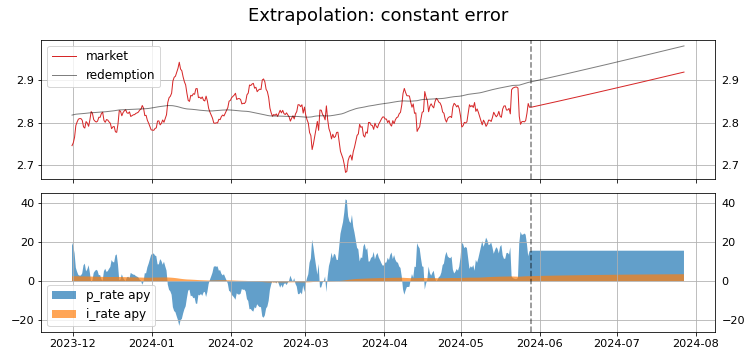 Extrapolation: constant error
market
redemption
2.9
2.8
2.7
2.9
2.8
2.7
40
20
0
−20
40
20
0
−20
p_rate apy
i_rate apy
2023-12 2024-01 2024-02 2024-03 2024-04 2024-05 2024-06 2024-07 2024-08